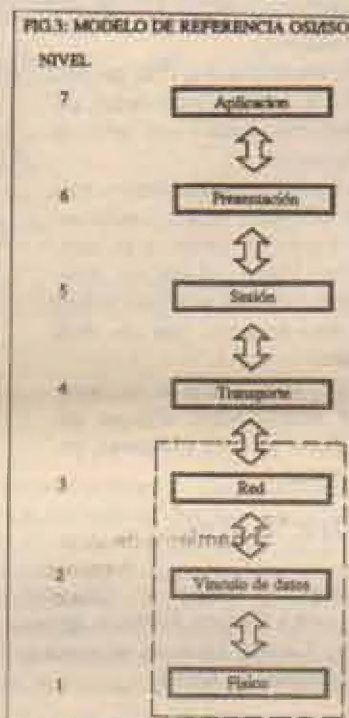 FIG.3: MODELO DE REFERENCIA OSI/ISO
NIVEL
7 Aplicacion
6 Presentación
5 Sesión
4 Transporte
3 Red
2 Vinculo de datos
1 Físico